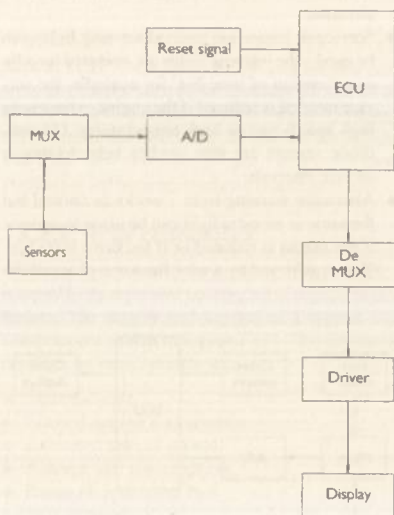 Reset signal
ECU
MUX
A/D
Sensors
De
MUX
Driver
Display